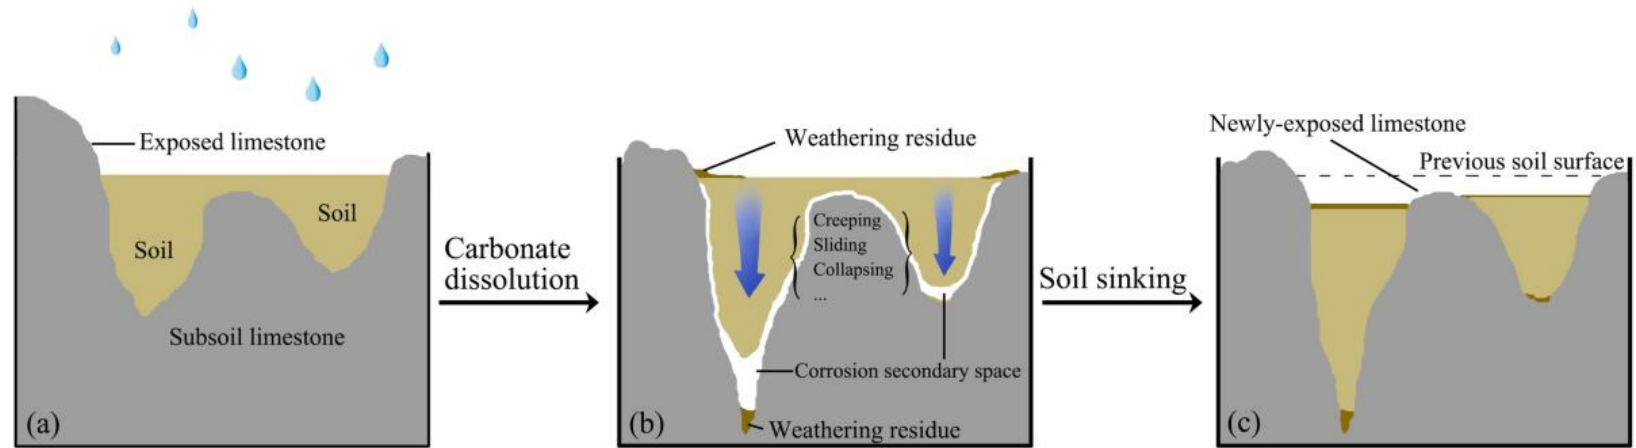 Exposed limestone
Soil
Soil
Subsoil limestone
(a)
Carbonate
dissolution
Weathering residue
Creeping
Sliding
Collapsing
...
Corrosion secondary space
Weathering residue
(b)
Soil sinking
Newly-exposed limestone
Previous soil surface
(c)